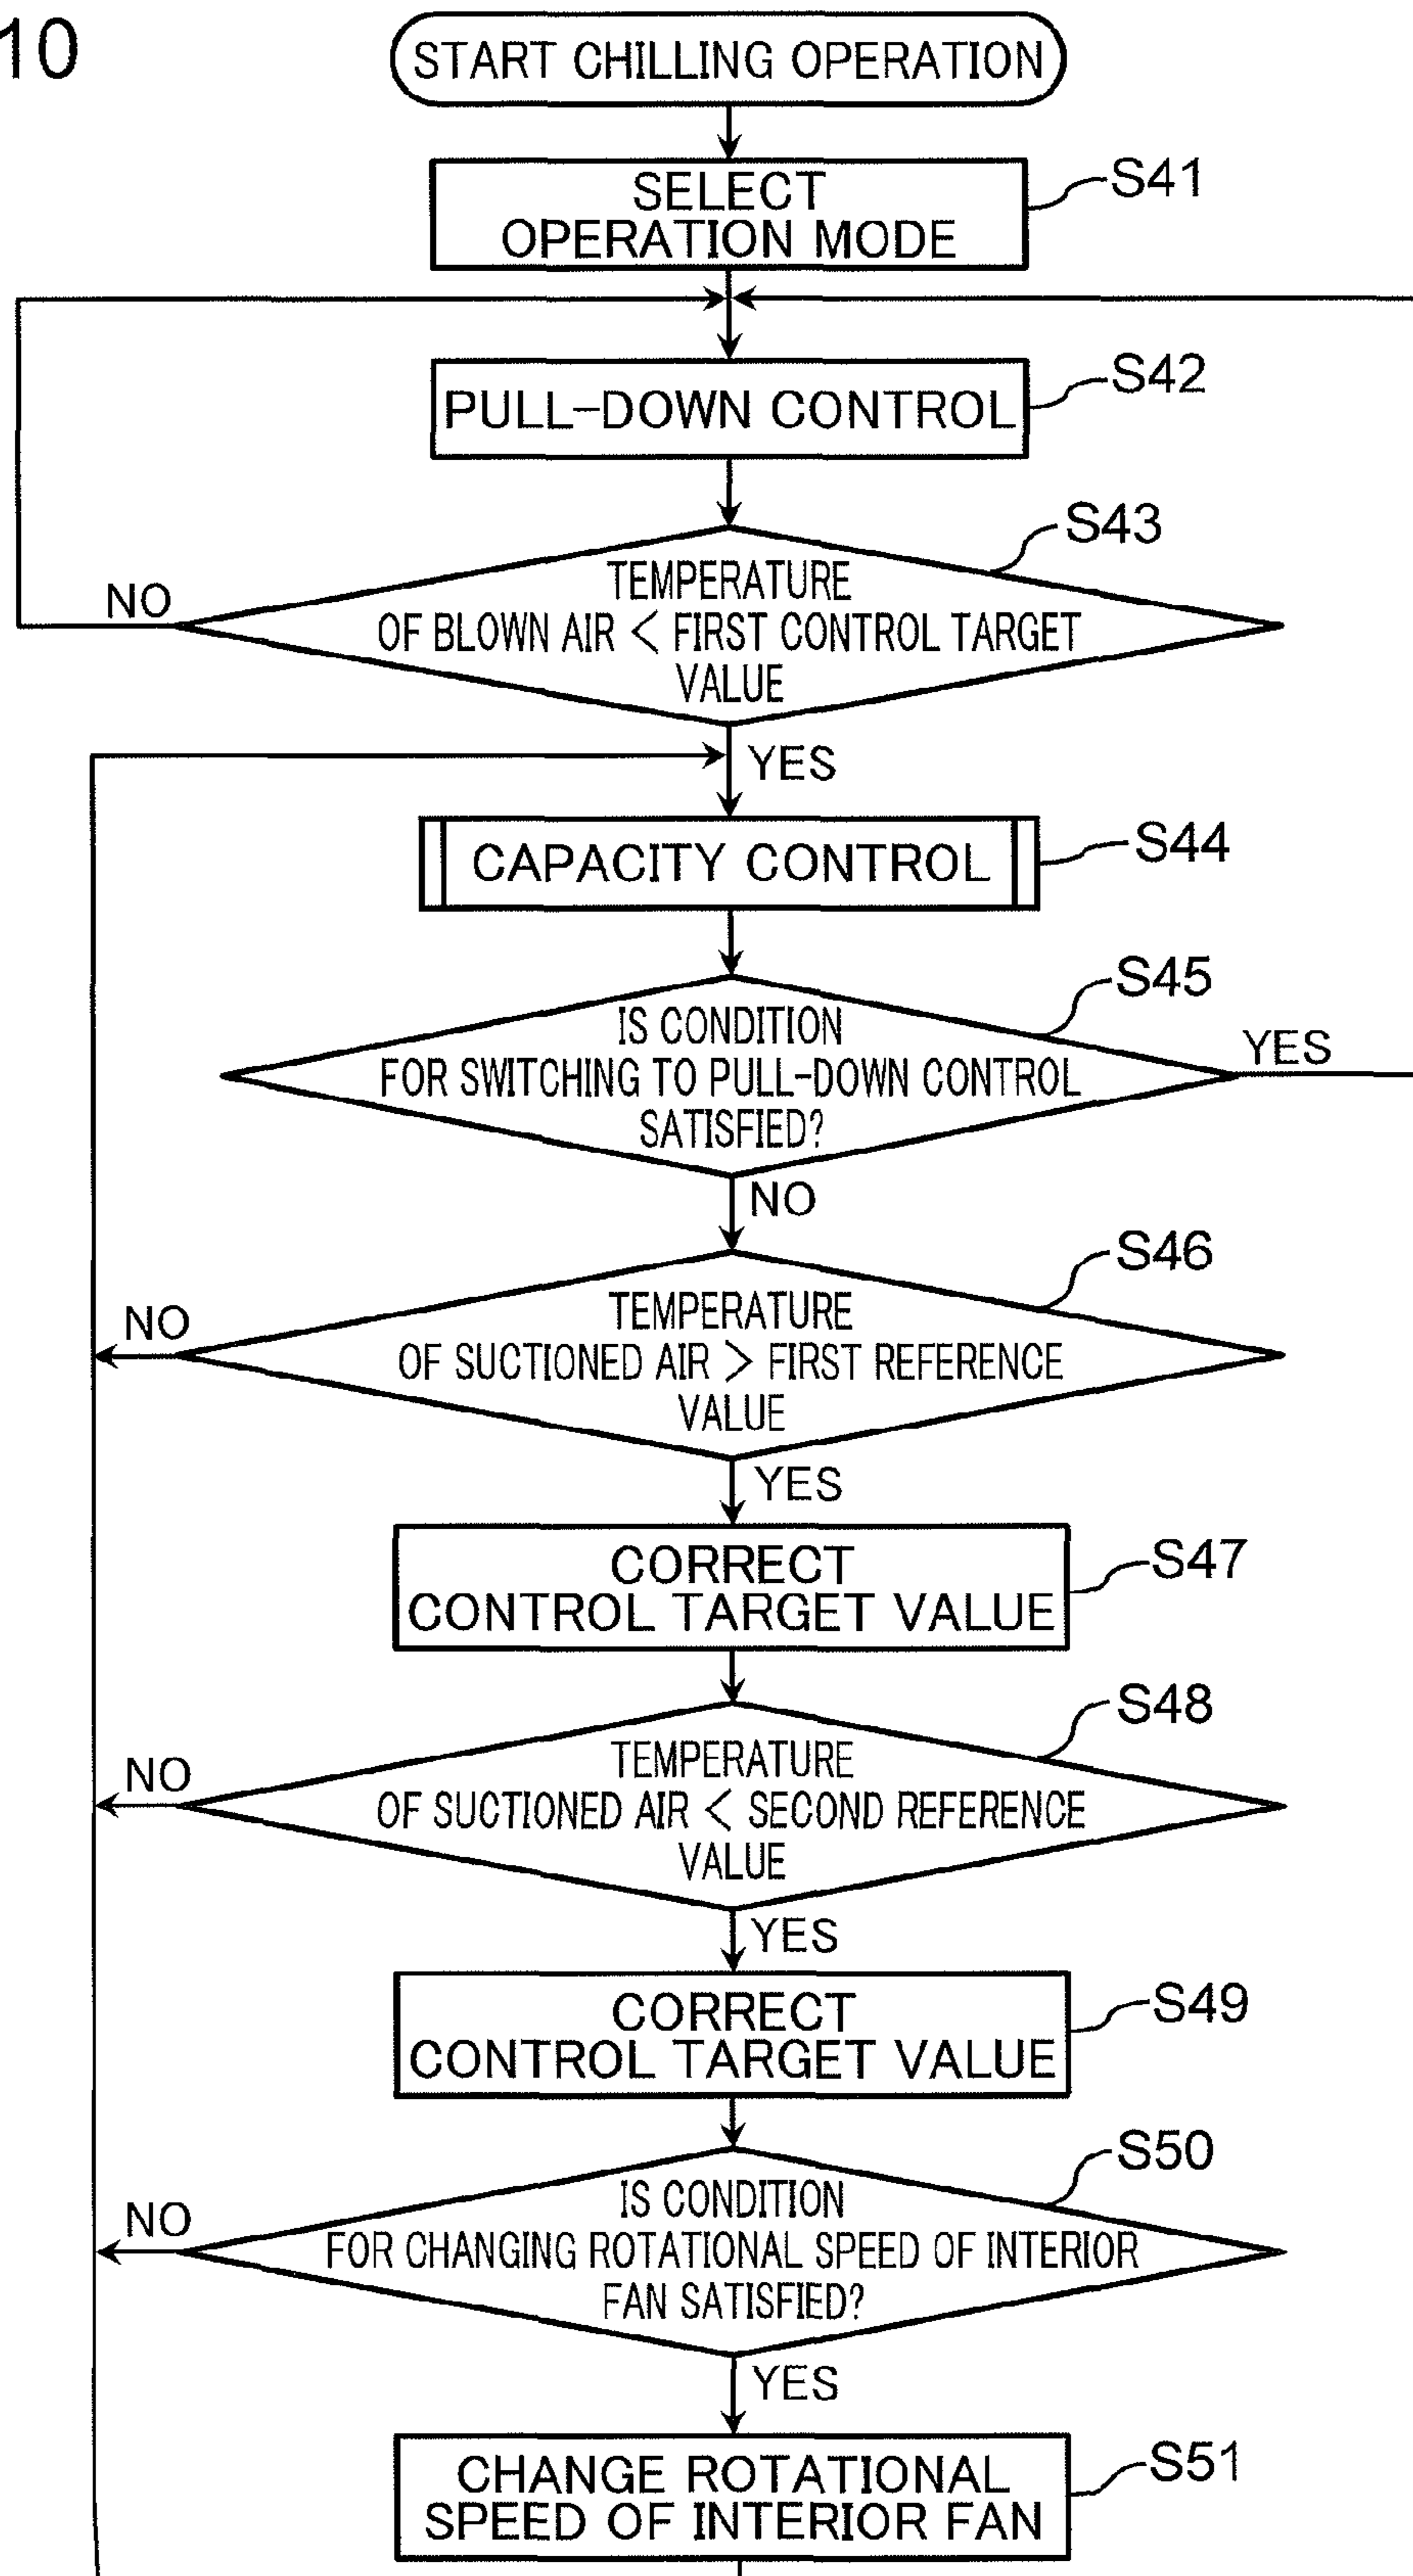 10
START CHILLING OPERATION
SELECT
OPERATION MODE
S41
PULL-DOWN CONTROL
S42
S43
TEMPERATURE
OF BLOWN AIR < FIRST CONTROL TARGET
VALUE
NO
YES
CAPACITY CONTROL
S44
S45
IS CONDITION
FOR SWITCHING TO PULL-DOWN CONTROL
SATISFIED?
YES
NO
S46
TEMPERATURE
OF SUCTIONED AIR > FIRST REFERENCE
VALUE
NO
YES
CORRECT
CONTROL TARGET VALUE
S47
S48
TEMPERATURE
OF SUCTIONED AIR < SECOND REFERENCE
VALUE
NO
YES
CORRECT
CONTROL TARGET VALUE
S49
S50
IS CONDITION
FOR CHANGING ROTATIONAL SPEED OF INTERIOR
FAN SATISFIED?
NO
YES
CHANGE ROTATIONAL
SPEED OF INTERIOR FAN
S51